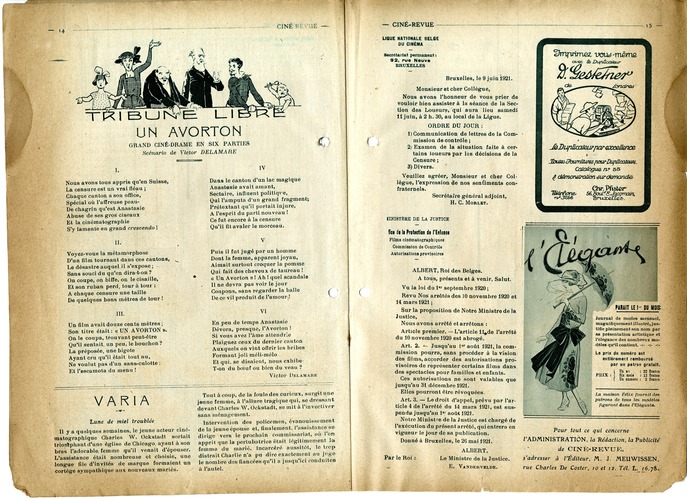 14
CINÉ-REVUE
TRIBUNE LIBRE
UN AVORTON
GRAND CINÉ-DRAME EN SIX PARTIES
Scénario de Victor DELAMARE
I.
Nous avons tous appris qu'en Suisse,
La censure est un vrai fléau ;
Chaque canton a son office,
Spécial où l'affreuse peau-
De chagrin qu'est Anastasie
Abuse de ses gros ciseaux
Et la cinématographie
S'y lamente en grand crescendo !
II.
Voyez-vous la métamorphose
D'un film tournant dans ces cantons,
Le désastre auquel il s'expose ;
Sans souci du qu'en dira-t-on ?
On coupe, on biffe, on le cisaille,
Et son ruban perd, tour à tour :
A chaque censure une taille
De quelques bons mètres de tour !
III.
Un film avait douze cents mètres ;
Son titre était : « UN AVORTON ».
On le coupe, trouvant peut-être
Qu'il sentait, un peu, le bouchon ?
La préposée, une bigote
Ayant cru qu'il était tout nu,
Ne voulut pas d'un sans-culotte :
Et l'escamota du menu !
IV
Dans le canton d'un lac magique
Anastasie avait amant,
Sectaire, influent politique,
Qui l'amputa d'un grand fragment;
Prétextant qu'il portait injure,
A l'esprit du parti nouveau !
Ce fut encore à la censure
Qu'il fit avaler le morceau.
V
Puis il fut jugé par un homme
Dont la femme, apparent joyau,
Aimait surtout croquer la pomme
Qui fait des cheveux de taureau !
« Un Avorton » ! Ah ! quel scandale
Il ne devra pas voir le jour
Coupons, sans regarder la balle
De ce vil produit de l'amour !
VI
En peu de temps Anastasie
Dévora, presque, l'Avorton !
Si vous avez l'âme attendrie
Plaignez ceux du dernier canton
Auxquels on vint offrir les bribes
Formant joli méli-mélo
Et qui, se disaient, nous exhibe-
T-on du bouf ou bien du veau ?
VICTOR DELAMARE
VARIA
Lune de miel troublée
Il y a quelques semaines, le jeune acteur cinématographique
Charles W. Ockstadt, sortait
triomphant d'une église de Chicago ayant à son
bras l'adorable femme qu'il venait d'épouser.
L'assistance était nombreuse et choisie, une
longue file d'invités de marque formaient un
cortège sympathique aux nouveaux mariés.
Tout à coup, de la foule des curieux, surgit une
jeune femme, à l'allure tragique qui, se dressant
devant Charles W. Ockstadt, se mit à l'invectiver
sans ménagement.
Intervention des policemen, évanouissement
de la jeune épouse et, finalement, l'assistance se
dirige vers le prochain commissariat, où l'on
apprit que la perturbatrice était légitimement la
femme du marié. Incarcéré aussitôt, le trop
distrait Charlie n'a pu dire exactement au juge
le nombre des fiancées qu'il a jusqu'ici conduites
à l'autel.
CINÉ-REVUE
15
LIGUE NATIONALE BELGE
DU CINÉMA
Secrétariat permanent :
92, rue Neuve
BRUXELLES
Bruxelles, le 9 juin 1921.
Monsieur et cher Collègue,
Nous avons l'honneur de vous prier de
vouloir bien assister à la séance de la Section
des Loueurs, qui aura lieu samedi
11 juin, à 2 h. 30, au local de la Ligue.
ORDRE DU JOUR :
1) Communication de lettres de la Commission
de contrôle ;
2) Examen de la situation faite à certains
loueurs par les décisions de la
Censure ;
3) Divers.
Veuillez agréer, Monsieur et cher Collègue,
l'expression de nos sentiments confraternels.
Secrétaire général adjoint,
H. C. MORLET.
MINISTÈRE DE LA JUSTICE
Films cinématographiques
Commission de Contrôle
Autorisations provisoires
ALBERT, Roi des Belges.
A tous, présents et à venir, Salut.
Vu la loi du 1er septembre 1920 ;
Revu Nos arrêtés des 10 novembre 1920 et
14 mars 1921 ;
Sur la proposition de Notre Ministre de la
Justice,
Nous avons arrêté et arrêtons :
Article premier. — L'article 11 de l'arrêté
du 10 novembre 1920 est abrogé.
Art. 2. — Jusqu'au 1er août 1921, la commission
pourra, sans procéder à la vision
des films, accorder des autorisations provisoires
de représenter certains films dans
des spectacles pour familles et enfants.
Ces autorisations ne sont valables que
jusqu'au 31 décembre 1921.
Elles pourront être révoquées.
Art. 3. — Le droit d'appel, prévu par l'article
4 de l'arrêté du 14 mars 1921, est suspendu
jusqu'au 1er août 1921.
Notre Ministre de la Justice est chargé de
l'exécution du présent arrêté, qui entrera en
vigueur le jour de sa publication.
Donné à Bruxelles, le 26 mai 1921.
ALBERT.
Par le Roi :
Le Ministre de la Justice.
E. VANDERVELDE.
Imprimez vous-même
avec le Duplicateur
D. Gestetner
de
Londres
Le Duplicateur par excellence
Toutes Fournitures pour Duplicateurs.
Catalogue no 55
& démonstration sur demande
Chr. Pfister
Bruxelles.
l'Élégante
PARAIT LE 1er DU MOIS
Journal de modes mensuel,
PRIX :
Pour tout ce qui concerne
l'ADMINISTRATION, la Rédaction, la Publicité
de CINÉ-REVUE.
s'adresser à l'Éditeur, M. J. MEUWISSEN,
rue Charles De Coster, 10 et 12. Tél. L. 16.78.